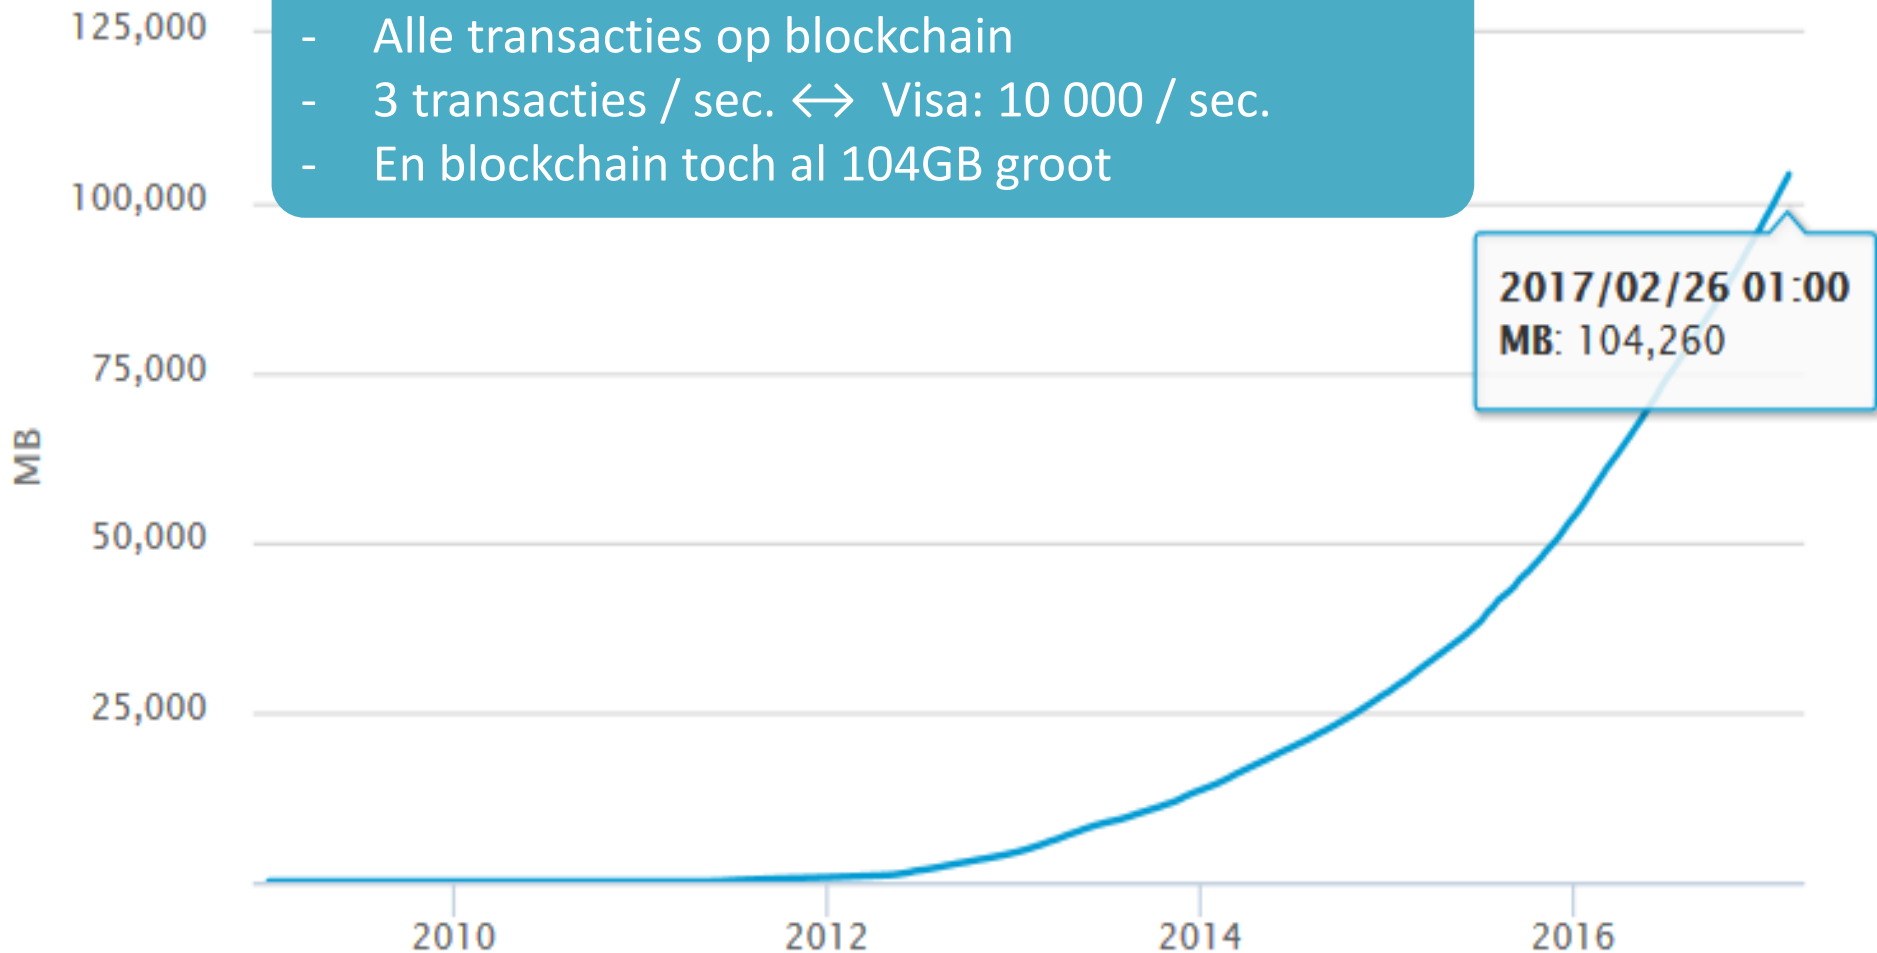 - Alle transacties op blockchain
- 3 transacties / sec. ↔ Visa: 10 000 / sec.
- En blockchain toch al 104GB groot
125,000
100,000
75,000
50,000
25,000
MB
2017/02/26 01:00
MB: 104,260
2010
2012
2014
2016